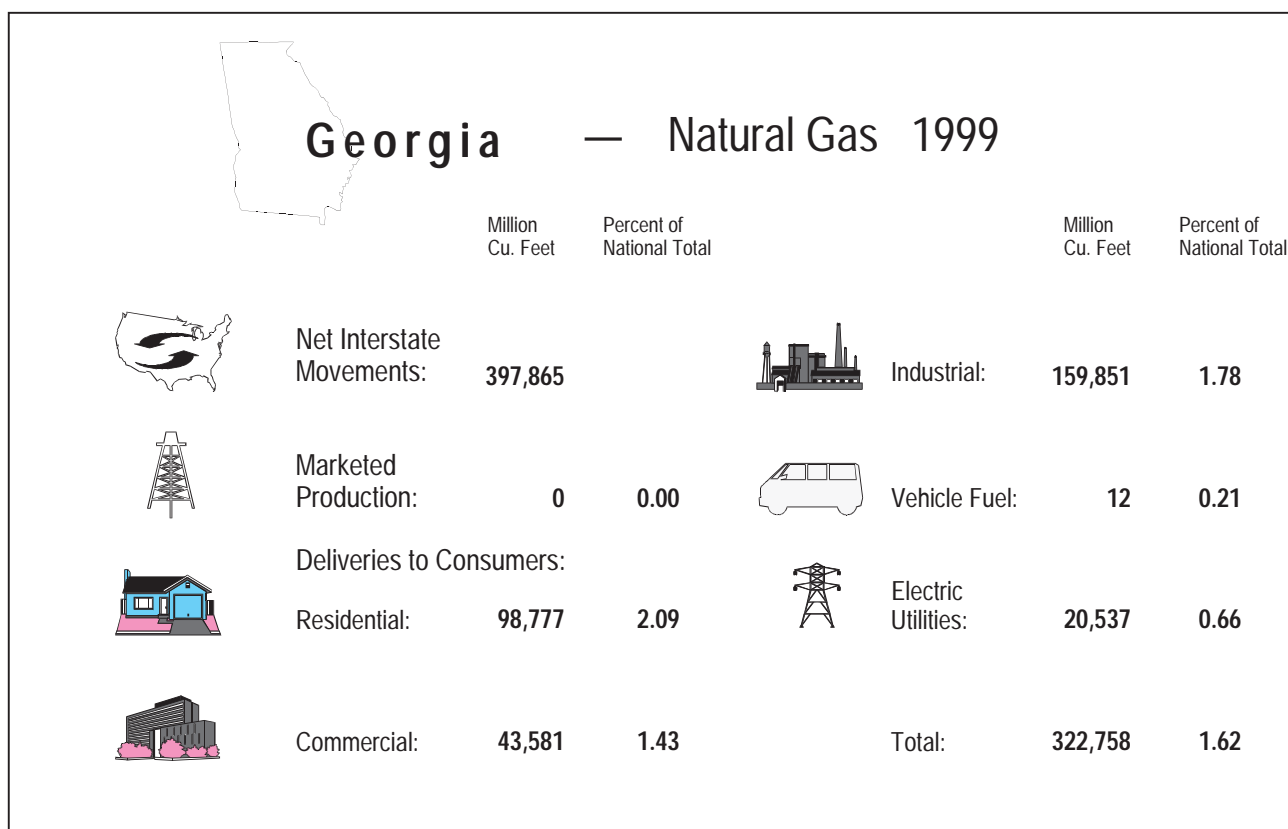 Georgia — Natural Gas 1999
Million Cu. Feet
Percent of National Total
Million Cu. Feet
Percent of National Total
Net Interstate
Movements: 397,865
Industrial: 159,851 1.78
Marketed
Production: 0 0.00
Vehicle Fuel: 12 0.21
Deliveries to Consumers:
Residential: 98,777 2.09
Electric
Utilities: 20,537 0.66
Commercial: 43,581 1.43
Total: 322,758 1.62